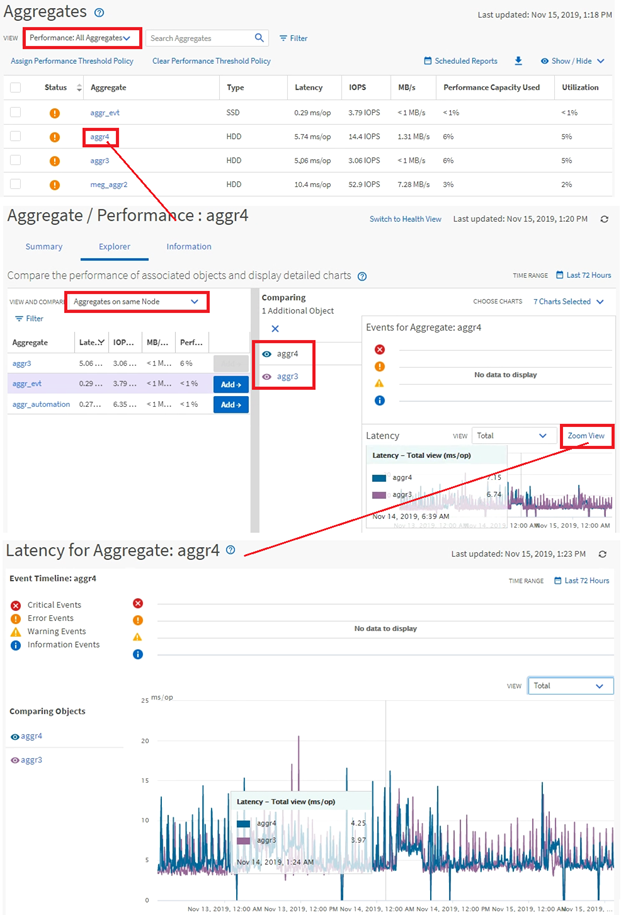 Aggregates
Last updated: Nov 15, 2019, 1:18 PM
VIEW Performance: All Aggregates Search Aggregates Filter
Assign Performance Threshold Policy Clear Performance Threshold Policy Scheduled Reports Show / Hide
Status Aggregate Type Latency IOPS MB/s Performance Capacity Used Utilization
aggr_evt SSD 0.29 ms/op 3.79 IOPS < 1 MB/s < 1% < 1%
aggr4 HDD 5.74 ms/op 14.4 IOPS 1.31 MB/s 6% 5%
aggr3 HDD 5.06 ms/op 3.06 IOPS < 1 MB/s 6% 5%
meg_aggr2 HDD 10.4 ms/op 52.9 IOPS 7.28 MB/s 3% 2%
Aggregate / Performance : aggr4
Switch to Health View Last updated: Nov 15, 2019, 1:20 PM
Summary Explorer Information
Compare the performance of associated objects and display detailed charts
TIME RANGE Last 72 Hours
VIEW AND COMPARE Aggregates on same Node
Filter
Aggregate Late... IOP... MB/... Perf...
aggr3 5.06 ... 3.06 ... < 1 M... 6 %
aggr_evt 0.29 ... 3.79 ... < 1 M... < 1 % Add →
aggr_automation 0.27... 6.35 ... < 1 M... < 1 % Add →
Comparing
1 Additional Object
aggr4
aggr3
CHOOSE CHARTS 7 Charts Selected
Events for Aggregate: aggr4
No data to display
Latency VIEW Total Zoom View
Latency – Total view (ms/op)
aggr4 7.15
aggr3 6.74
Nov 14, 2019, 6:39 AM
12:00 AM Nov 15, 2019, 12:00 AM
Latency for Aggregate: aggr4
Last updated: Nov 15, 2019, 1:23 PM
Event Timeline: aggr4
TIME RANGE Last 72 Hours
Critical Events
Error Events
Warning Events
Information Events
No data to display
VIEW Total
Comparing Objects
aggr4
aggr3
25 ms/op
20
15
10
5
0
Latency – Total view (ms/op)
aggr4 4.25
aggr3
Nov 14, 2019, 1:24 AM
Nov 13, 2019, 12:00 AM Nov 13, 2019, 12:00 PM Nov 14, 2019, 12:00 AM Nov 14, 2019, 12:00 PM Nov 15, 2019, 12:00 AM Nov 15, 2019, ...